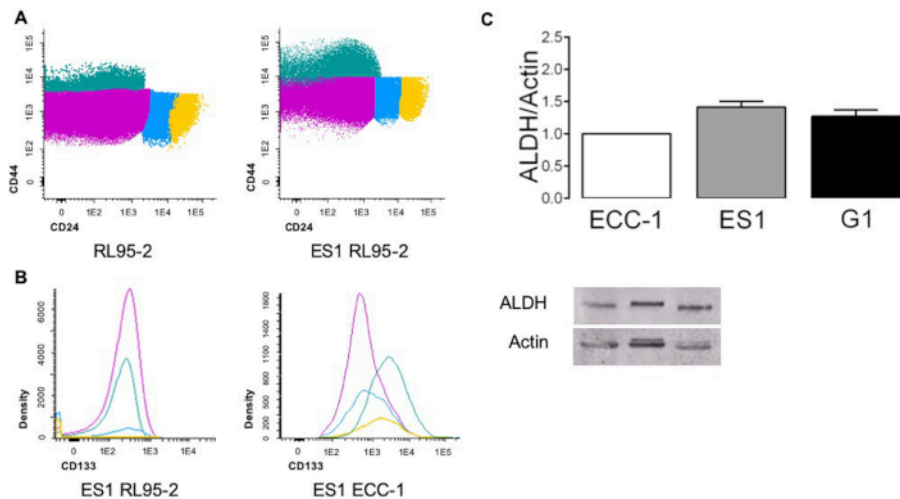 A
1E5
1E4
1E3
1E2
0
CD44
0 1E2 1E3 1E4 1E5
CD24
RL95-2
1E5
1E4
1E3
1E2
0
CD44
0 1E2 1E3 1E4 1E5
CD24
ES1 RL95-2
B
6000
4000
2000
0
Density
0 1E2 1E3 1E4
CD133
ES1 RL95-2
1800
1400
1100
800
600
400
200
0
Density
0 1E2 1E3 1E4 1E5
CD133
ES1 ECC-1
C
2.5
2.0
1.5
1.0
0.5
0.0
ALDH/Actin
ECC-1 ES1 G1
ALDH
Actin